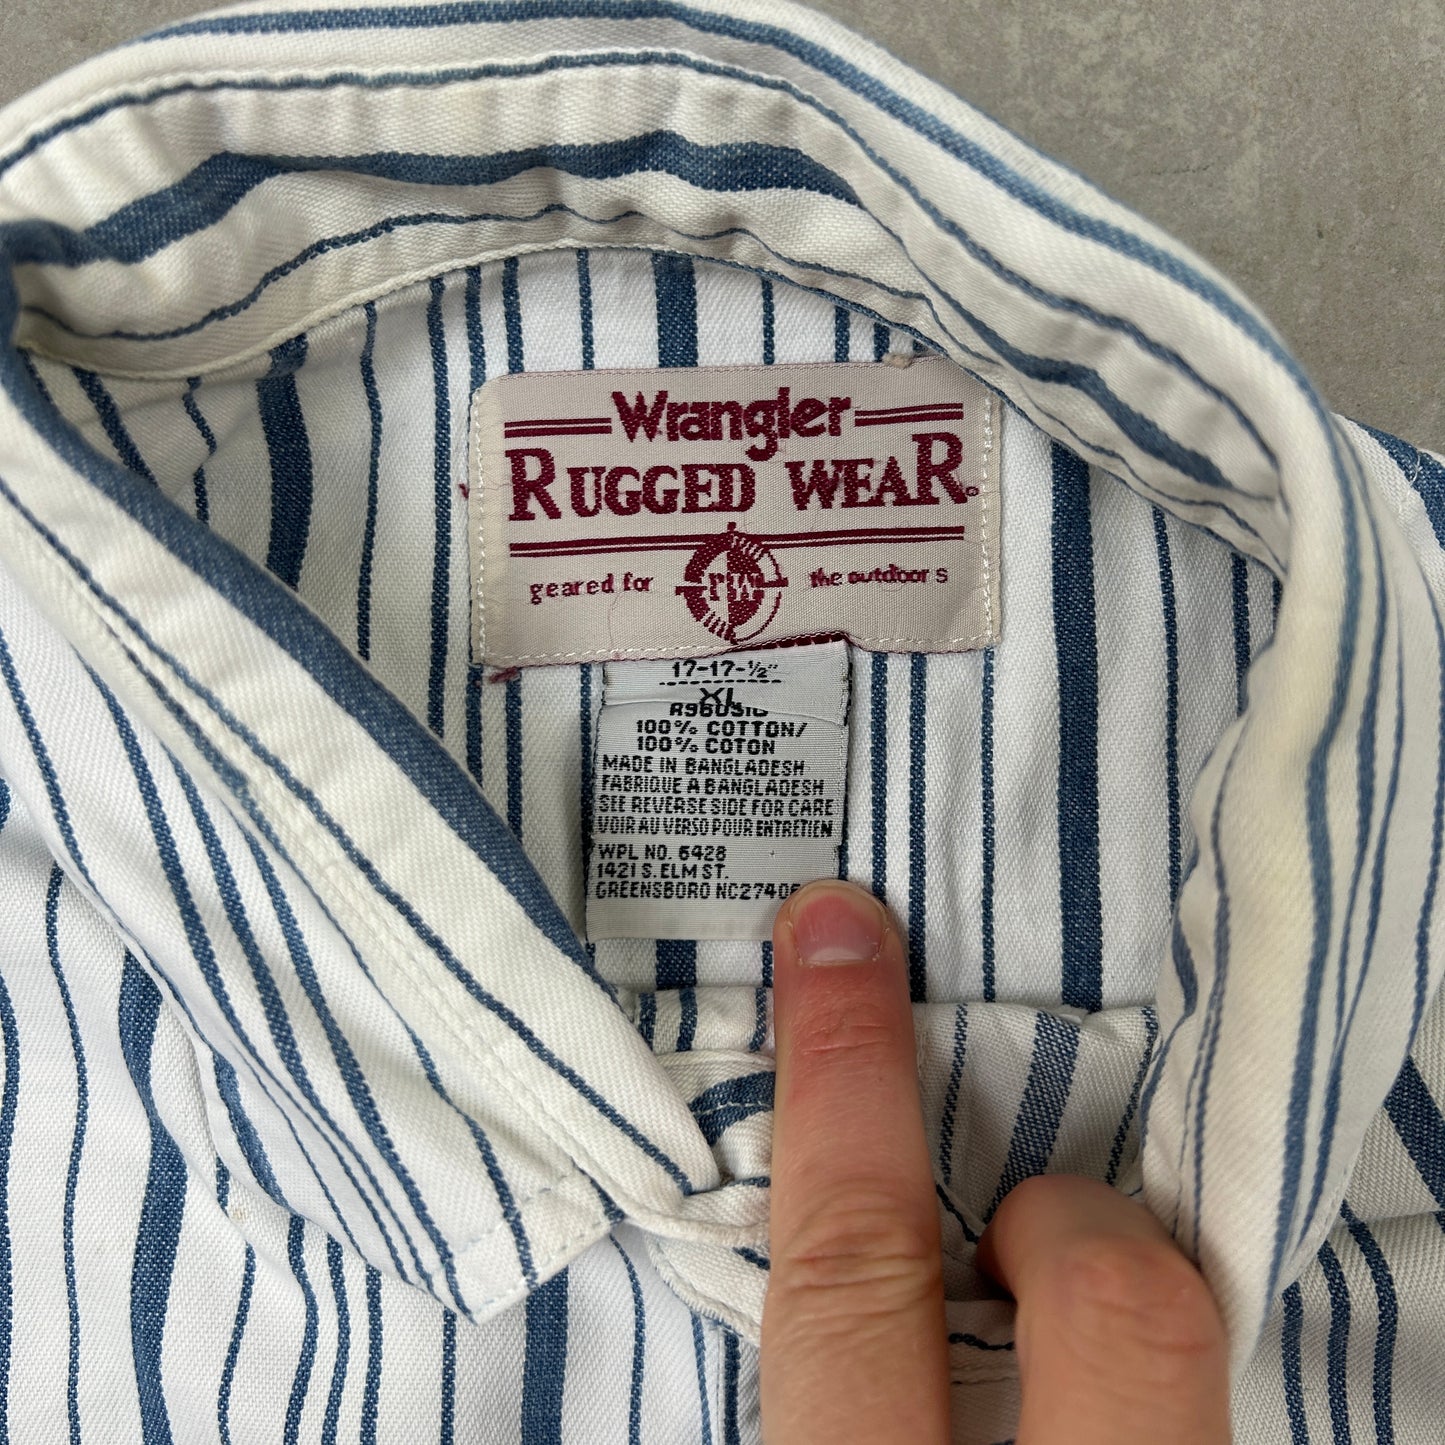 Wrangler
RUGGED WEAR®
geared for rw the outdoors
17-17-½"
XL
100% COTTON/
100% COTON
MADE IN BANGLADESH
FABRIQUE A BANGLADESH
SEE REVERSE SIDE FOR CARE
VOIR AU VERSO POUR ENTRETIEN
WPL NO. 6428
1421 S. ELM ST.
GREENSBORO NC27406